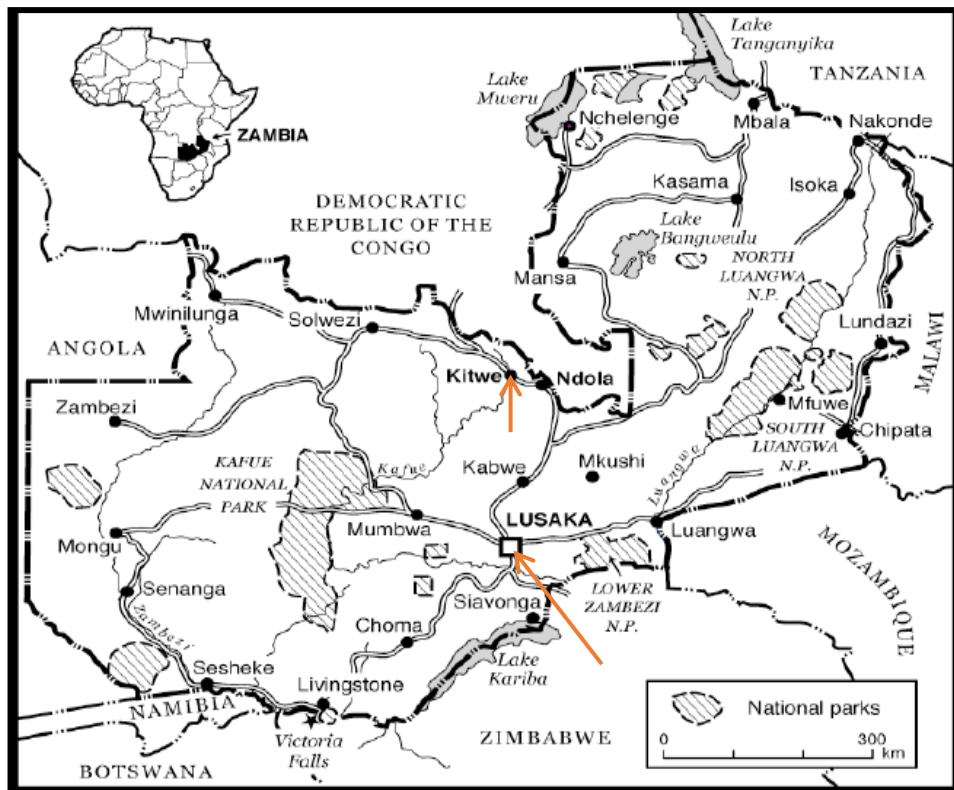 Lake
Tanganyika
TANZANIA
Lake
Mweru
ZAMBIA
Nchelenge
Mbala
Nakonde
Kasama
Isoka
DEMOCRATIC
REPUBLIC OF THE
CONGO
Lake
Bangweulu
NORTH
LUANGWA
N.P.
Mansa
Mwinilunga
Solwezi
Lundazi
ANGOLA
MALAWI
Kitwe
Ndola
Zambezi
Mfuwe
SOUTH
LUANGWA
N.P.
Chipata
KAFUE
NATIONAL
PARK
Kafue
Kabwe
Mkushi
Luangwa
Mumbwa
LUSAKA
Luangwa
Mongu
MOZAMBIQUE
Senanga
Zambezi
Siavonga
LOWER
ZAMBEZI
N.P.
Choma
Lake
Kariba
Sesheke
Livingstone
NAMIBIA
Victoria
Falls
ZIMBABWE
BOTSWANA
National parks
0 300
km